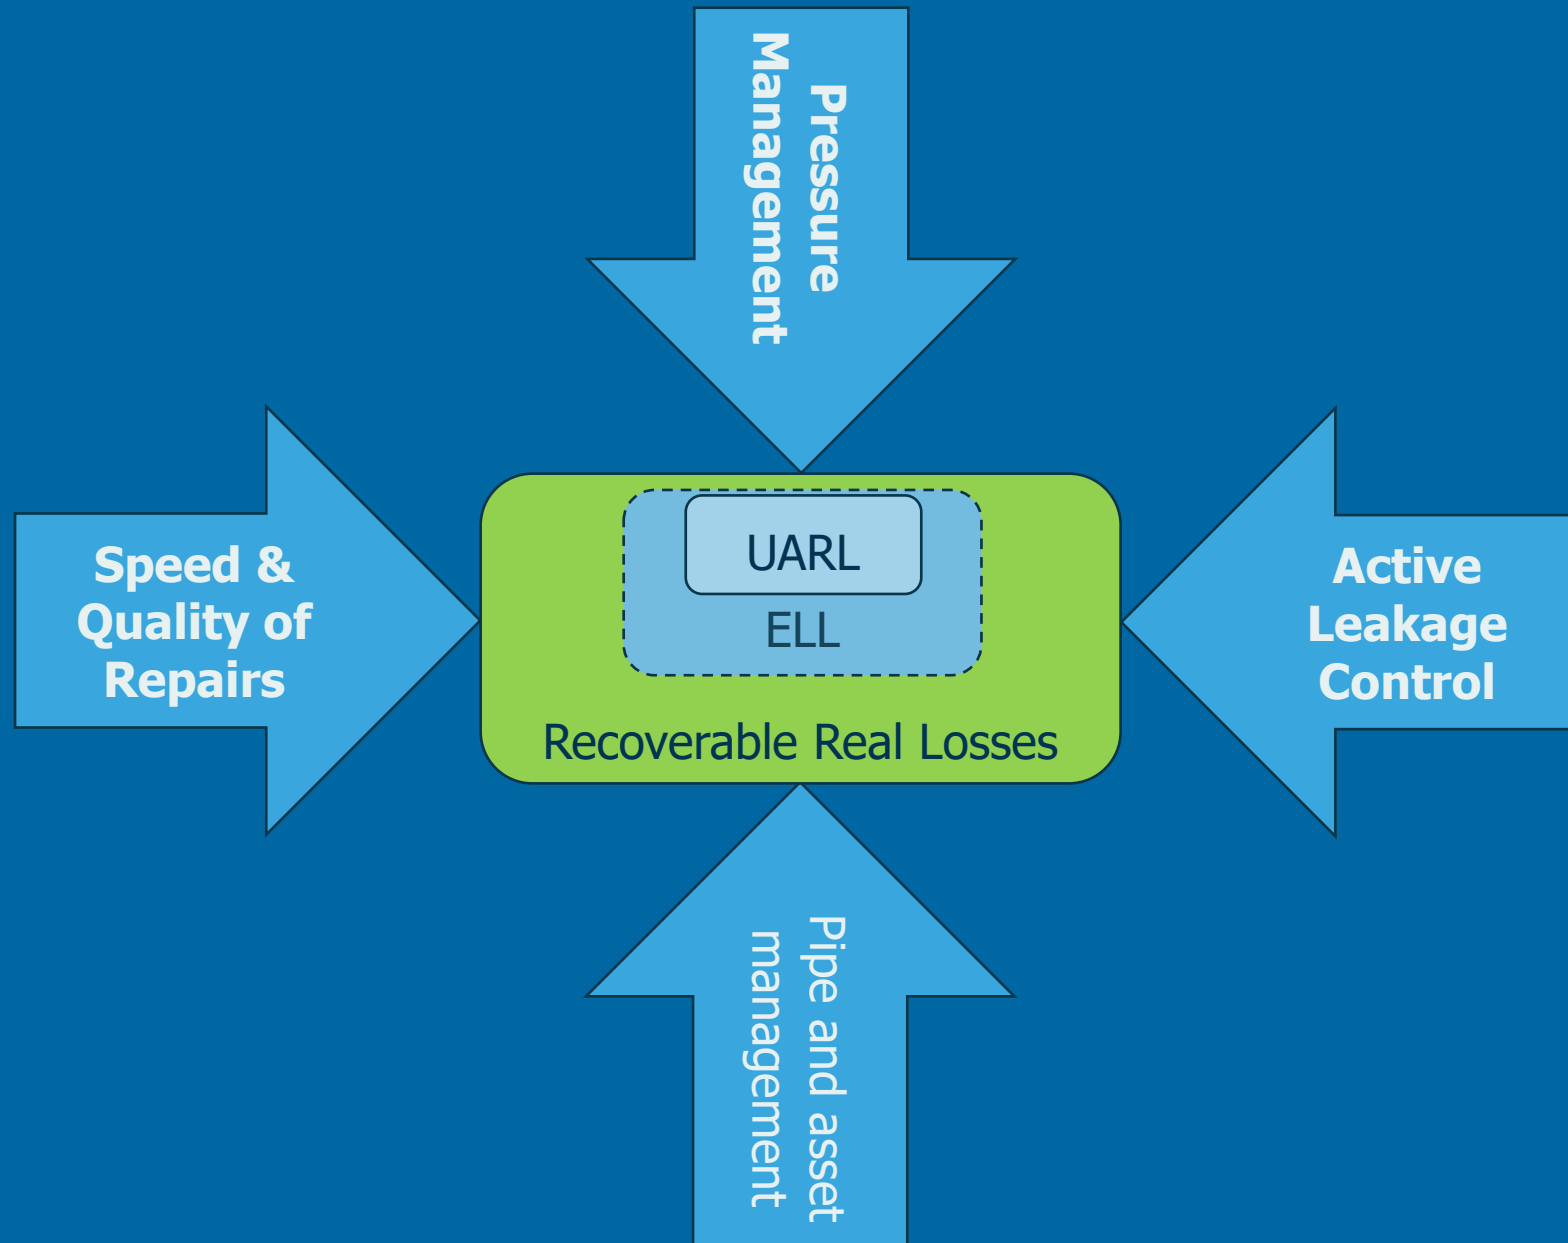 Pressure
Management
Speed &
Quality of
Repairs
UARL
ELL
Recoverable Real Losses
Active
Leakage
Control
Pipe and asset
management